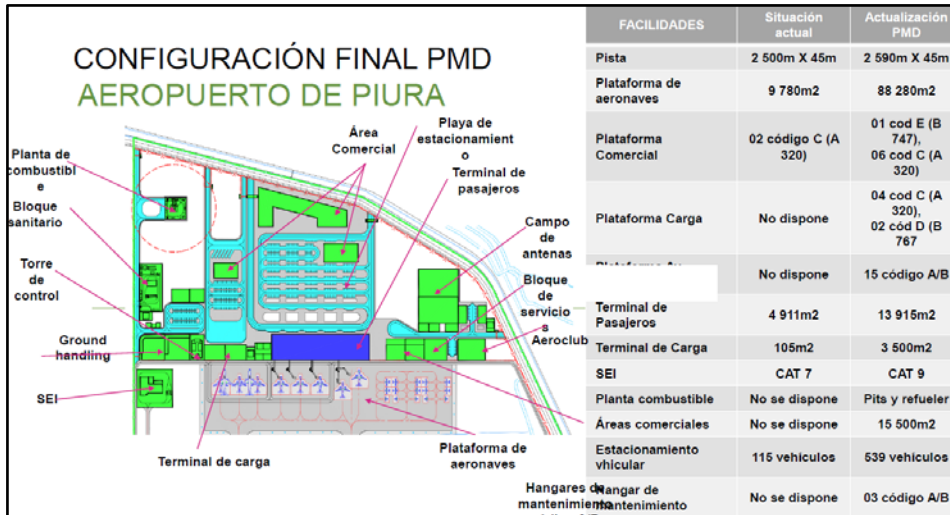 CONFIGURACIÓN FINAL PMD
AEROPUERTO DE PIURA
Planta de
combustibl
e
Bloque
sanitario
Torre
de
control
Ground
handling
SEI
Terminal de carga
Área
Comercial
Playa de
estacionamient
o
Terminal de
pasajeros
Campo
de
antenas
Bloque
de
servicio
s
Aeroclub
Plataforma de
aeronaves
Hangares de
mantenimiento
FACILIDADES Situación actual Actualización PMD
Pista 2 500m X 45m 2 590m X 45m
Plataforma de aeronaves 9 780m2 88 280m2
Plataforma Comercial 02 código C (A 320) 01 cod E (B 747), 06 cod C (A 320)
Plataforma Carga No dispone 04 cod C (A 320), 02 cód D (B 767
No dispone 15 código A/B
Terminal de Pasajeros 4 911m2 13 915m2
Terminal de Carga 105m2 3 500m2
SEI CAT 7 CAT 9
Planta combustible No se dispone Pits y refueler
Áreas comerciales No se dispone 15 500m2
Estacionamiento vhicular 115 vehículos 539 vehículos
Hangar de mantenimiento No se dispone 03 código A/B